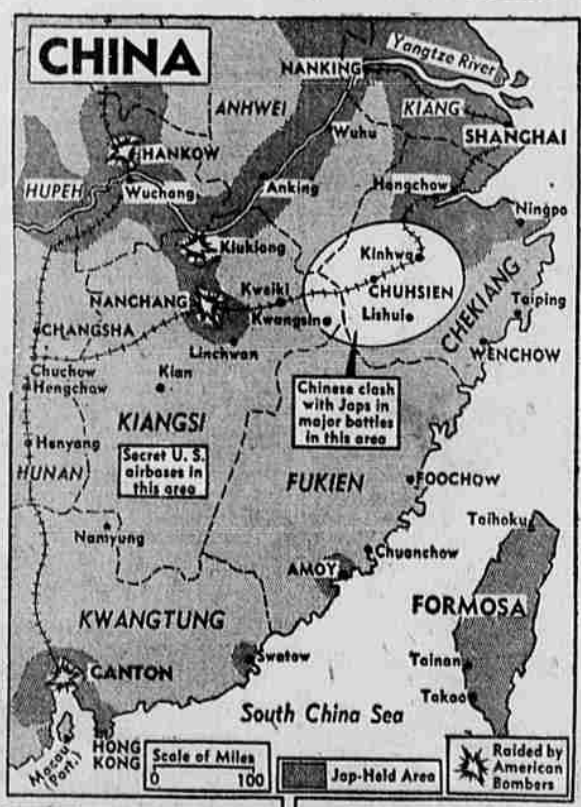 CHINA
Yangtze River
NANKING
KIANG
ANHWEI
Wuhu
SHANGHAI
HANKOW
HUPEH
Wuchang
Anking
Hangchow
Ningpo
Kiukiang
Kinhwa
NANCHANG
Kweiki
CHUHSIEN
CHEKIANG
Kwangsin
Lishui
Taiping
CHANGSHA
Linchwan
WENCHOW
Chuchow
Kian
Hengchow
Chinese clash
with Japs in
major battles
in this area
KIANGSI
Henyang
Secret U. S.
airbases in
this area
HUNAN
FUKIEN
FOOCHOW
Namyung
Taihoku
Chuanchow
AMOY
KWANGTUNG
FORMOSA
Swatow
CANTON
Tainan
Takao
South China Sea
Macau
(Port.)
HONG
KONG
Scale of Miles
0 100
Jap-Held Area
Raided by
American
Bombers